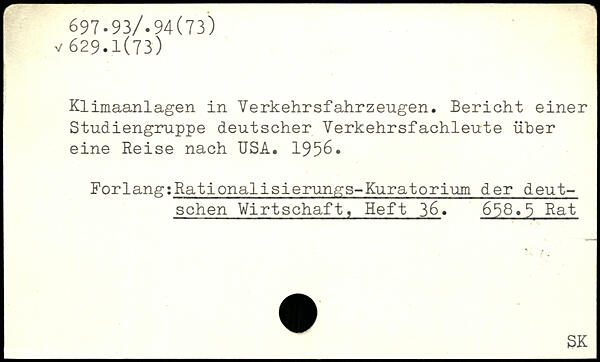 697.93/.94(73)
√ 629.1(73)
Klimaanlagen in Verkehrsfahrzeugen. Bericht einer
Studiengruppe deutscher Verkehrsfachleute über
eine Reise nach USA. 1956.
Forlang:Rationalisierungs-Kuratorium der deut-
schen Wirtschaft, Heft 36. 658.5 Rat
SK